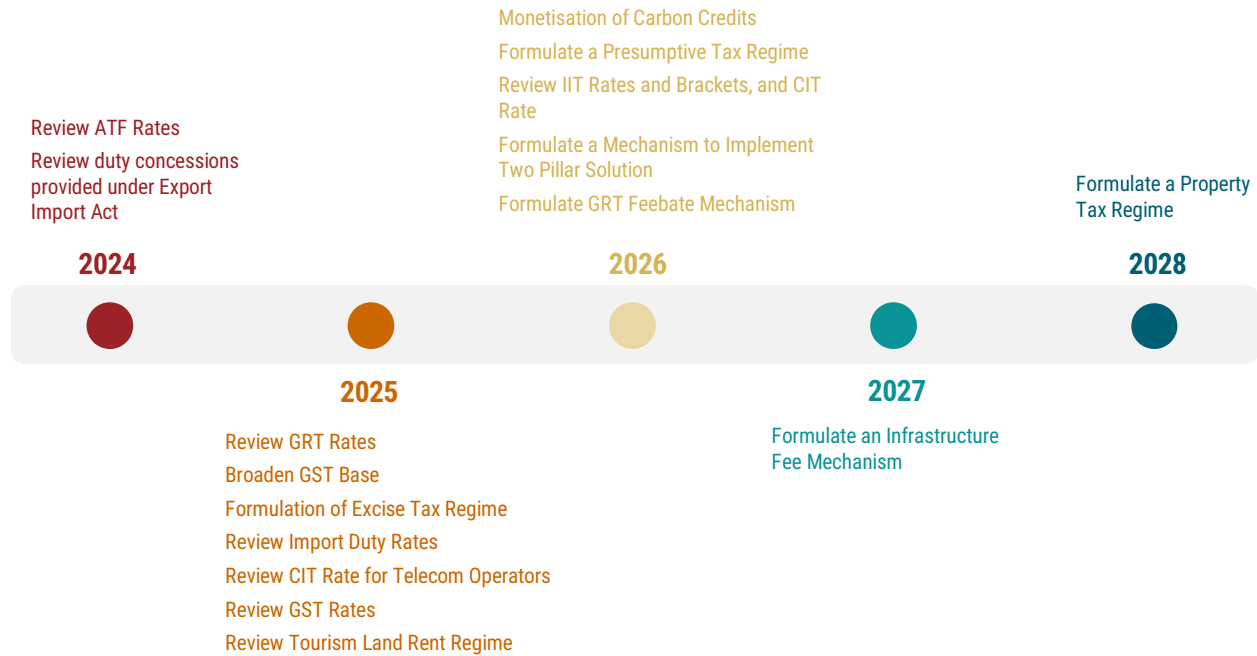 Review ATF Rates
Review duty concessions
provided under Export
Import Act
2024
2025
Review GRT Rates
Broaden GST Base
Formulation of Excise Tax Regime
Review Import Duty Rates
Review CIT Rate for Telecom Operators
Review GST Rates
Review Tourism Land Rent Regime
Monetisation of Carbon Credits
Formulate a Presumptive Tax Regime
Review IIT Rates and Brackets, and CIT
Rate
Formulate a Mechanism to Implement
Two Pillar Solution
Formulate GRT Feebate Mechanism
2026
2027
Formulate an Infrastructure
Fee Mechanism
Formulate a Property
Tax Regime
2028